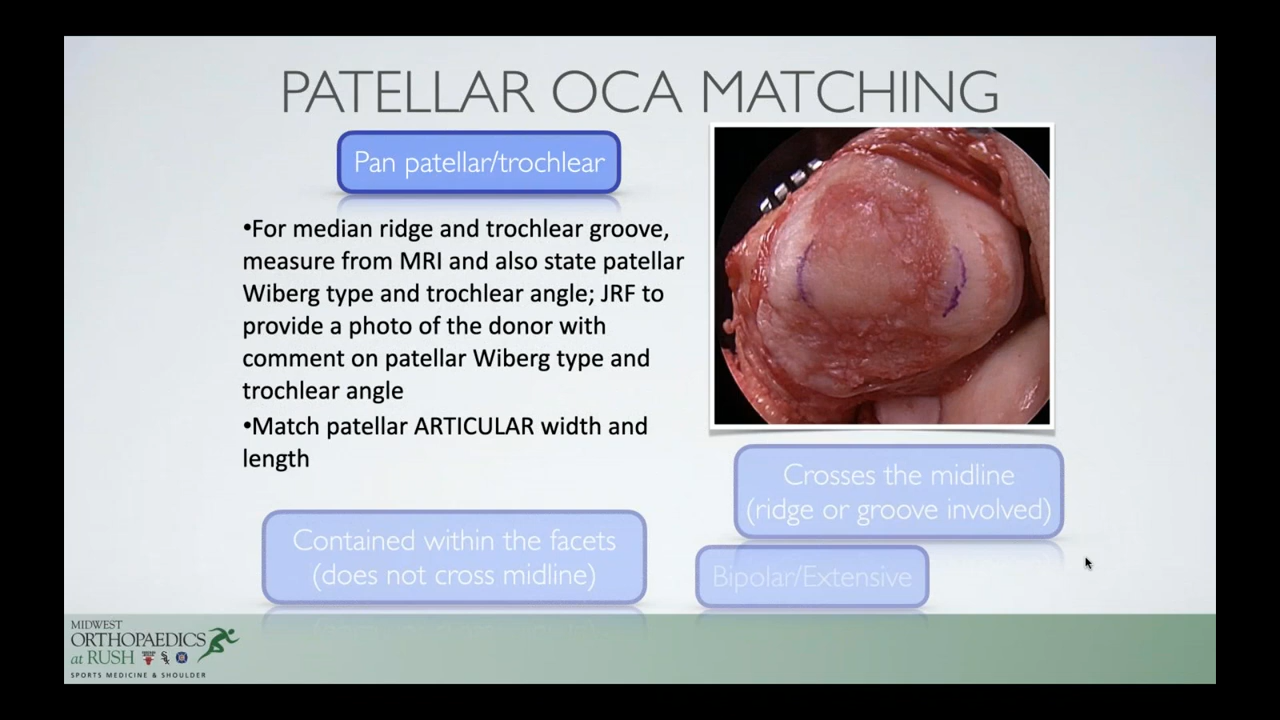 PATELLAR OCA MATCHING
Pan patellar/trochlear
•For median ridge and trochlear groove,
measure from MRI and also state patellar
Wiberg type and trochlear angle; JRF to
provide a photo of the donor with
comment on patellar Wiberg type and
trochlear angle
•Match patellar ARTICULAR width and
length
Crosses the midline
(ridge or groove involved)
Contained within the facets
(does not cross midline)
Bipolar/Extensive
MIDWEST
ORTHOPAEDICS
at RUSH
SPORTS MEDICINE & SHOULDER